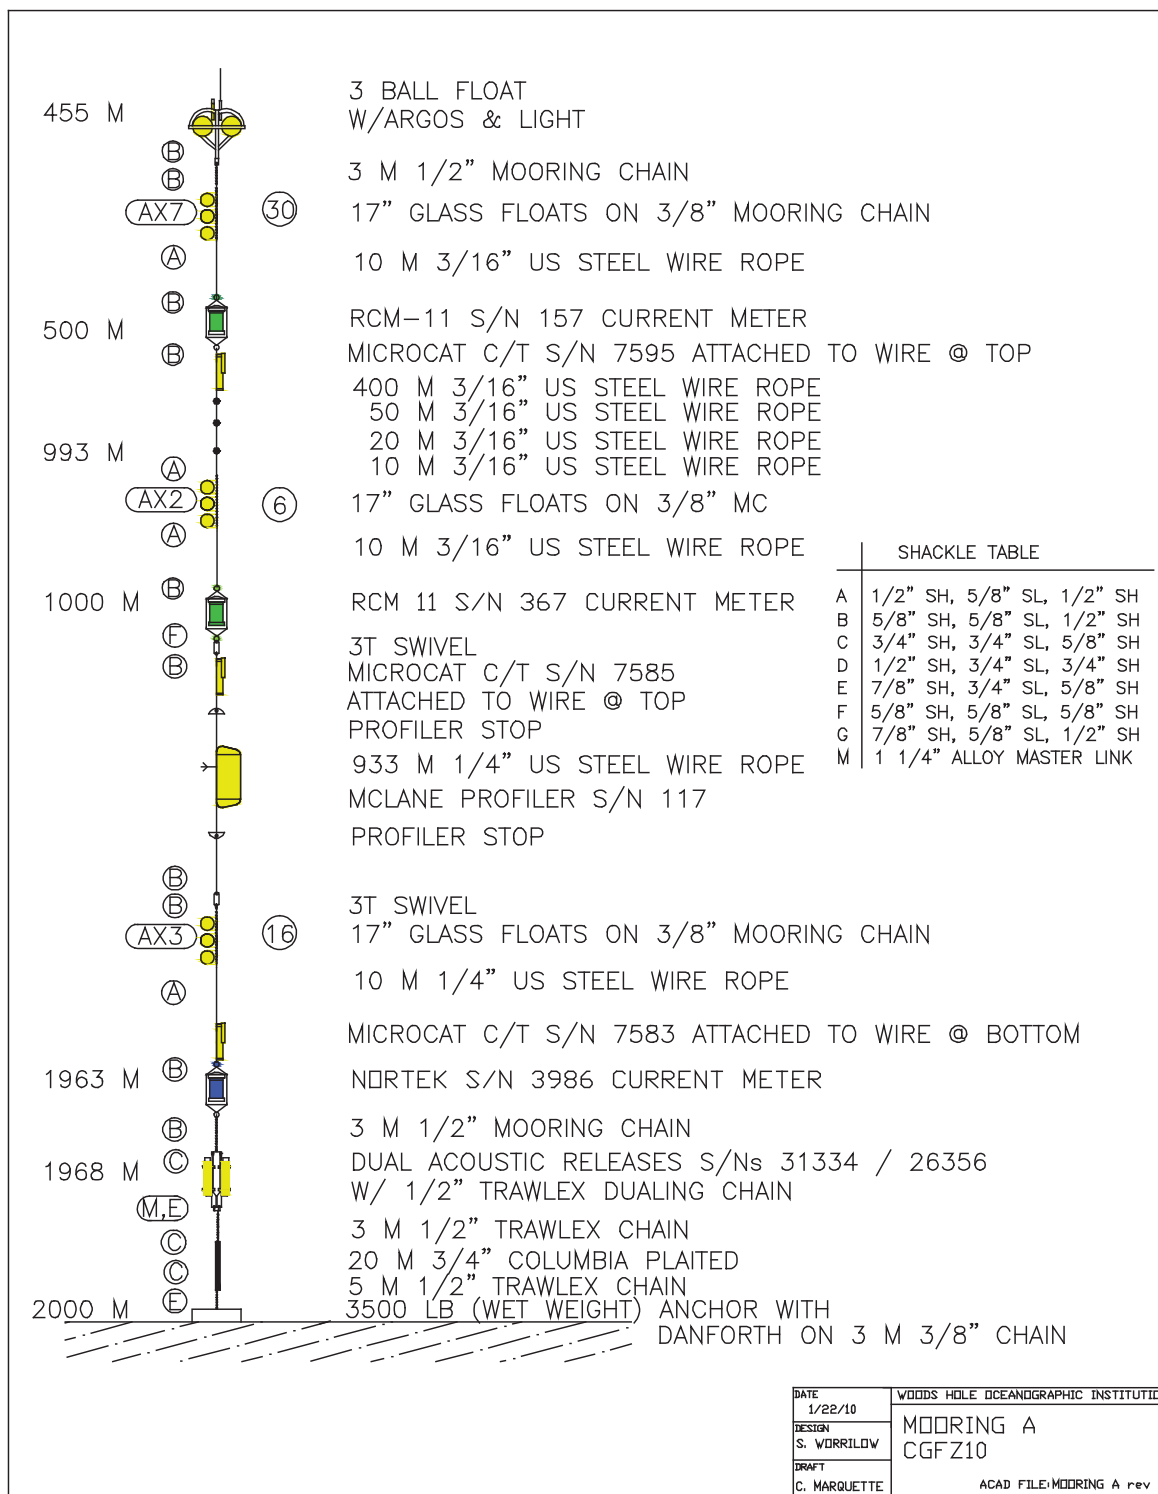 455 M
3 BALL FLOAT
W/ARGOS & LIGHT
B
B
3 M 1/2" MOORING CHAIN
AX7
30
17" GLASS FLOATS ON 3/8" MOORING CHAIN
A
10 M 3/16" US STEEL WIRE ROPE
B
500 M
RCM-11 S/N 157 CURRENT METER
B
MICROCAT C/T S/N 7595 ATTACHED TO WIRE @ TOP
400 M 3/16" US STEEL WIRE ROPE
50 M 3/16" US STEEL WIRE ROPE
20 M 3/16" US STEEL WIRE ROPE
993 M
10 M 3/16" US STEEL WIRE ROPE
A
AX2
6
17" GLASS FLOATS ON 3/8" MC
A
10 M 3/16" US STEEL WIRE ROPE
B
1000 M
RCM 11 S/N 367 CURRENT METER
F
3T SWIVEL
B
MICROCAT C/T S/N 7585
ATTACHED TO WIRE @ TOP
PROFILER STOP
933 M 1/4" US STEEL WIRE ROPE
MCLANE PROFILER S/N 117
PROFILER STOP
SHACKLE TABLE
A 1/2" SH, 5/8" SL, 1/2" SH
B 5/8" SH, 5/8" SL, 1/2" SH
C 3/4" SH, 3/4" SL, 5/8" SH
D 1/2" SH, 3/4" SL, 3/4" SH
E 7/8" SH, 3/4" SL, 5/8" SH
F 5/8" SH, 5/8" SL, 5/8" SH
G 7/8" SH, 5/8" SL, 1/2" SH
M 1 1/4" ALLOY MASTER LINK
B
B
3T SWIVEL
AX3
16
17" GLASS FLOATS ON 3/8" MOORING CHAIN
A
10 M 1/4" US STEEL WIRE ROPE
MICROCAT C/T S/N 7583 ATTACHED TO WIRE @ BOTTOM
B
1963 M
NORTEK S/N 3986 CURRENT METER
B
3 M 1/2" MOORING CHAIN
C
1968 M
DUAL ACOUSTIC RELEASES S/Ns 31334 / 26356
W/ 1/2" TRAWLEX DUALING CHAIN
M,E
3 M 1/2" TRAWLEX CHAIN
C
20 M 3/4" COLUMBIA PLAITED
C
5 M 1/2" TRAWLEX CHAIN
E
2000 M
3500 LB (WET WEIGHT) ANCHOR WITH
DANFORTH ON 3 M 3/8" CHAIN
DATE
1/22/10
WOODS HOLE OCEANOGRAPHIC INSTITUTIO
DESIGN
S. WORRILOW
MOORING A
CGFZ10
DRAFT
C. MARQUETTE
ACAD FILE:MOORING A rev